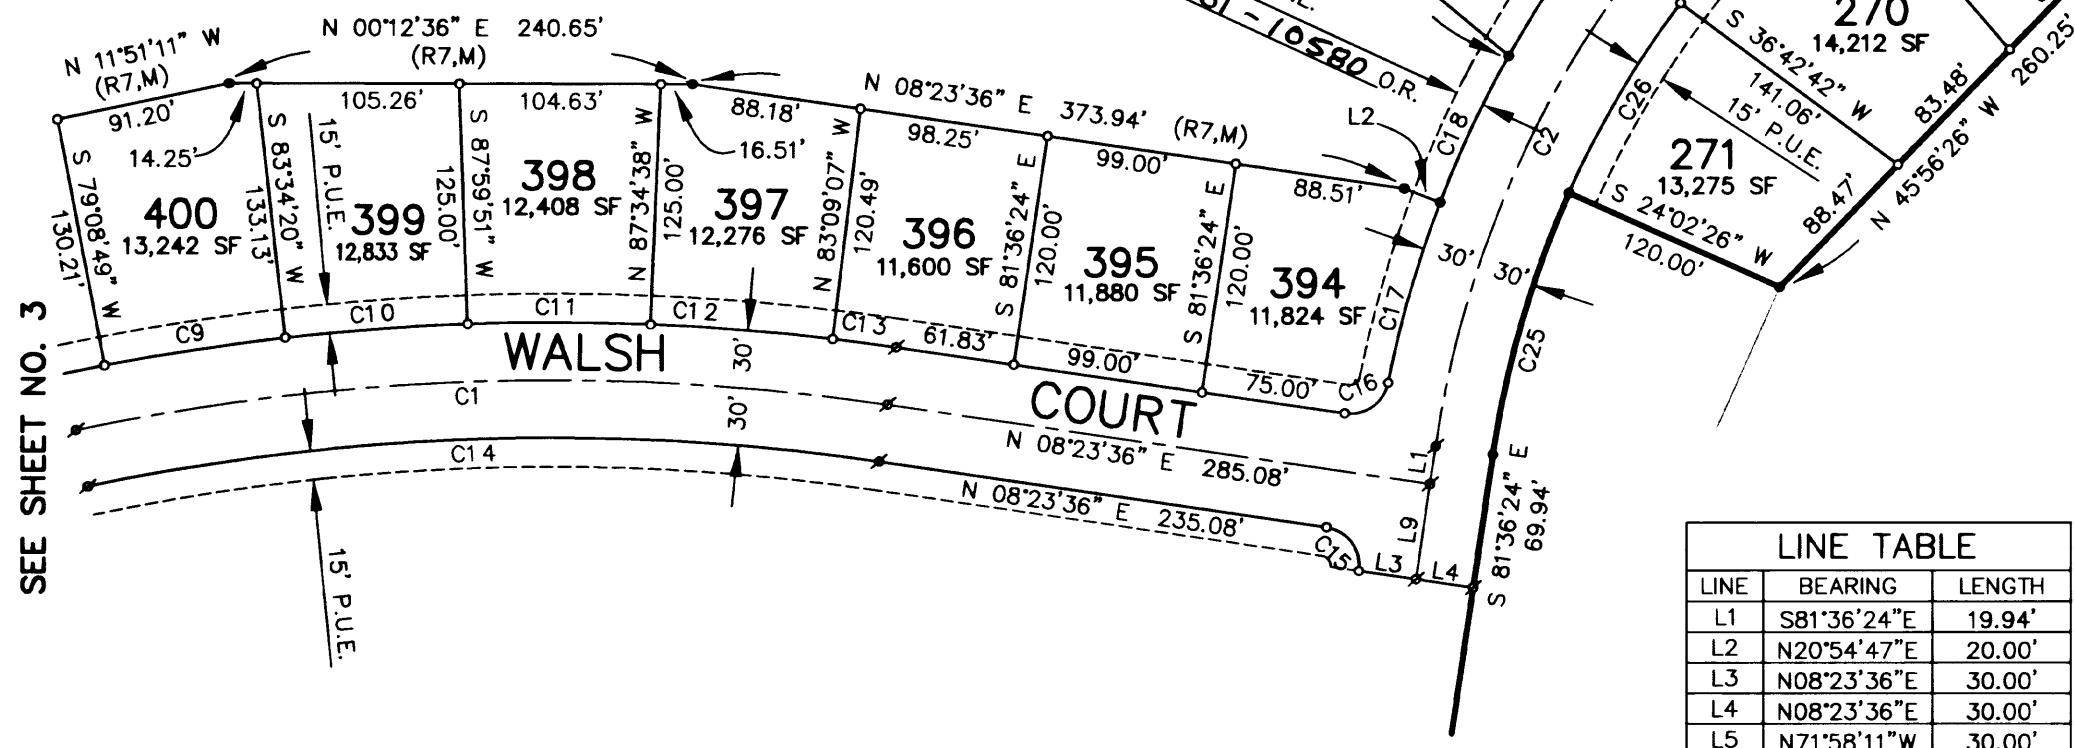 N 11°51'11" W
(R7,M)
91.20'
14.25'
N 00°12'36" E 240.65'
(R7,M)
105.26'
104.63'
88.18'
16.51'
N 08°23'36" E 373.94' (R7,M)
98.25'
99.00'
88.51'
L2
- 10580 O.R.
C18
C2
C26
270
14,212 SF
S 36°42'42" W
141.06'
15' P.U.E.
83.48'
260.25'
N 45°56'26" W
88.47'
271
13,275 SF
S 24°02'26" W
120.00'
S 79°08'49" W
130.21'
400
13,242 SF
S 83°34'20" W
133.13'
15' P.U.E.
399
12,833 SF
S 87°59'51" W
125.00'
398
12,408 SF
N 87°34'38" W
125.00'
397
12,276 SF
N 83°09'07" W
120.49'
396
11,600 SF
S 81°36'24" E
120.00'
395
11,880 SF
S 81°36'24" E
120.00'
394
11,824 SF
C17
30'
30'
C25
SEE SHEET NO. 3
C9
C10
C11
C12
C13
61.83'
99.00'
75.00'
C16
WALSH
COURT
30'
30'
C1
C14
N 08°23'36" E 285.08'
N 08°23'36" E 235.08'
L1
L9
C15
L3
L4
S 81°36'24" E
69.94'
15' P.U.E.
LINE TABLE
LINE BEARING LENGTH
L1 S81°36'24"E 19.94'
L2 N20°54'47"E 20.00'
L3 N08°23'36"E 30.00'
L4 N08°23'36"E 30.00'
L5 N71°58'11"W 30.00'